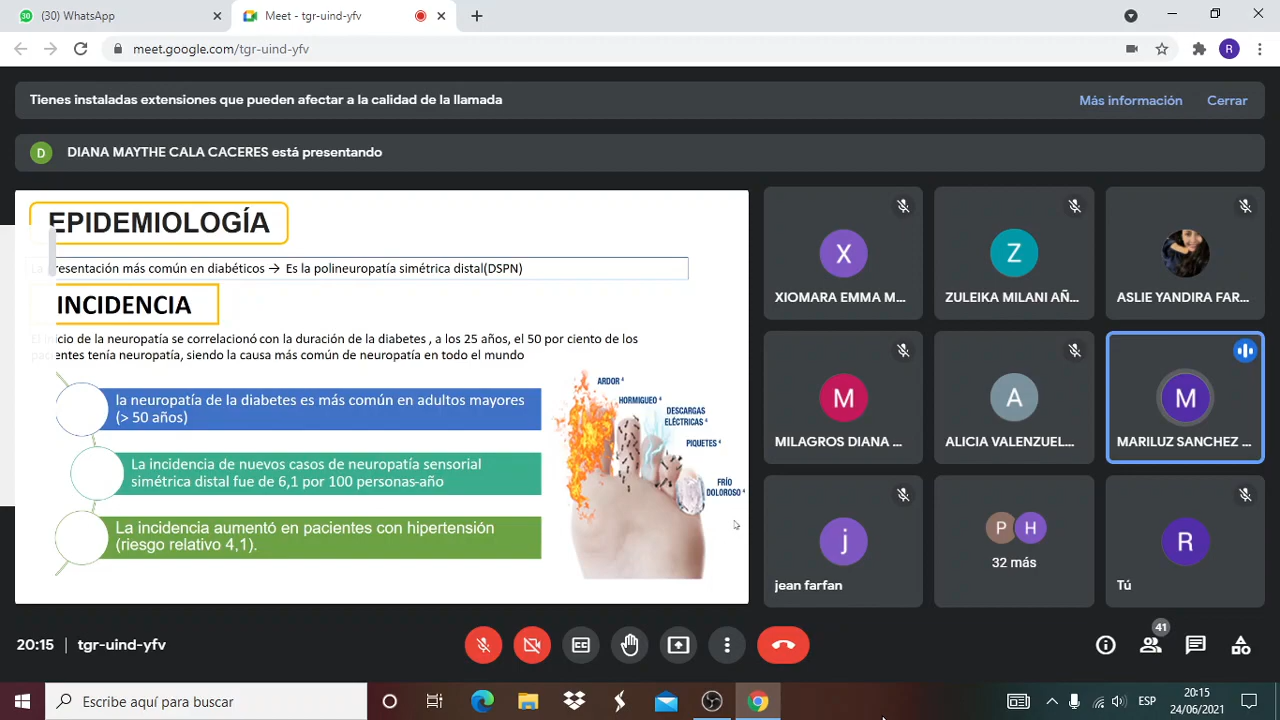 (30) WhatsApp
Meet - tgr-uind-yfv
meet.google.com/tgr-uind-yfv
R
Tienes instaladas extensiones que pueden afectar a la calidad de la llamada
Más información
Cerrar
D
DIANA MAYTHE CALA CACERES está presentando
EPIDEMIOLOGÍA
La presentación más común en diabéticos → Es la polineuropatía simétrica distal(DSPN)
INCIDENCIA
El inicio de la neuropatía se correlacionó con la duración de la diabetes , a los 25 años, el 50 por ciento de los
pacientes tenía neuropatía, siendo la causa más común de neuropatía en todo el mundo
la neuropatía de la diabetes es más común en adultos mayores
(> 50 años)
La incidencia de nuevos casos de neuropatía sensorial
simétrica distal fue de 6,1 por 100 personas-año
La incidencia aumentó en pacientes con hipertensión
(riesgo relativo 4,1).
ARDOR 4
HORMIGUEO 4
DESCARGAS
ELÉCTRICAS 4
PIQUETES 4
FRÍO
DOLOROSO 4
X
XIOMARA EMMA M...
Z
ZULEIKA MILANI AÑ...
ASLIE YANDIRA FAR...
M
MILAGROS DIANA ...
A
ALICIA VALENZUEL...
M
MARILUZ SANCHEZ ...
j
jean farfan
P H
32 más
R
Tú
20:15 | tgr-uind-yfv
41
Escribe aquí para buscar
ESP
20:15
24/06/2021